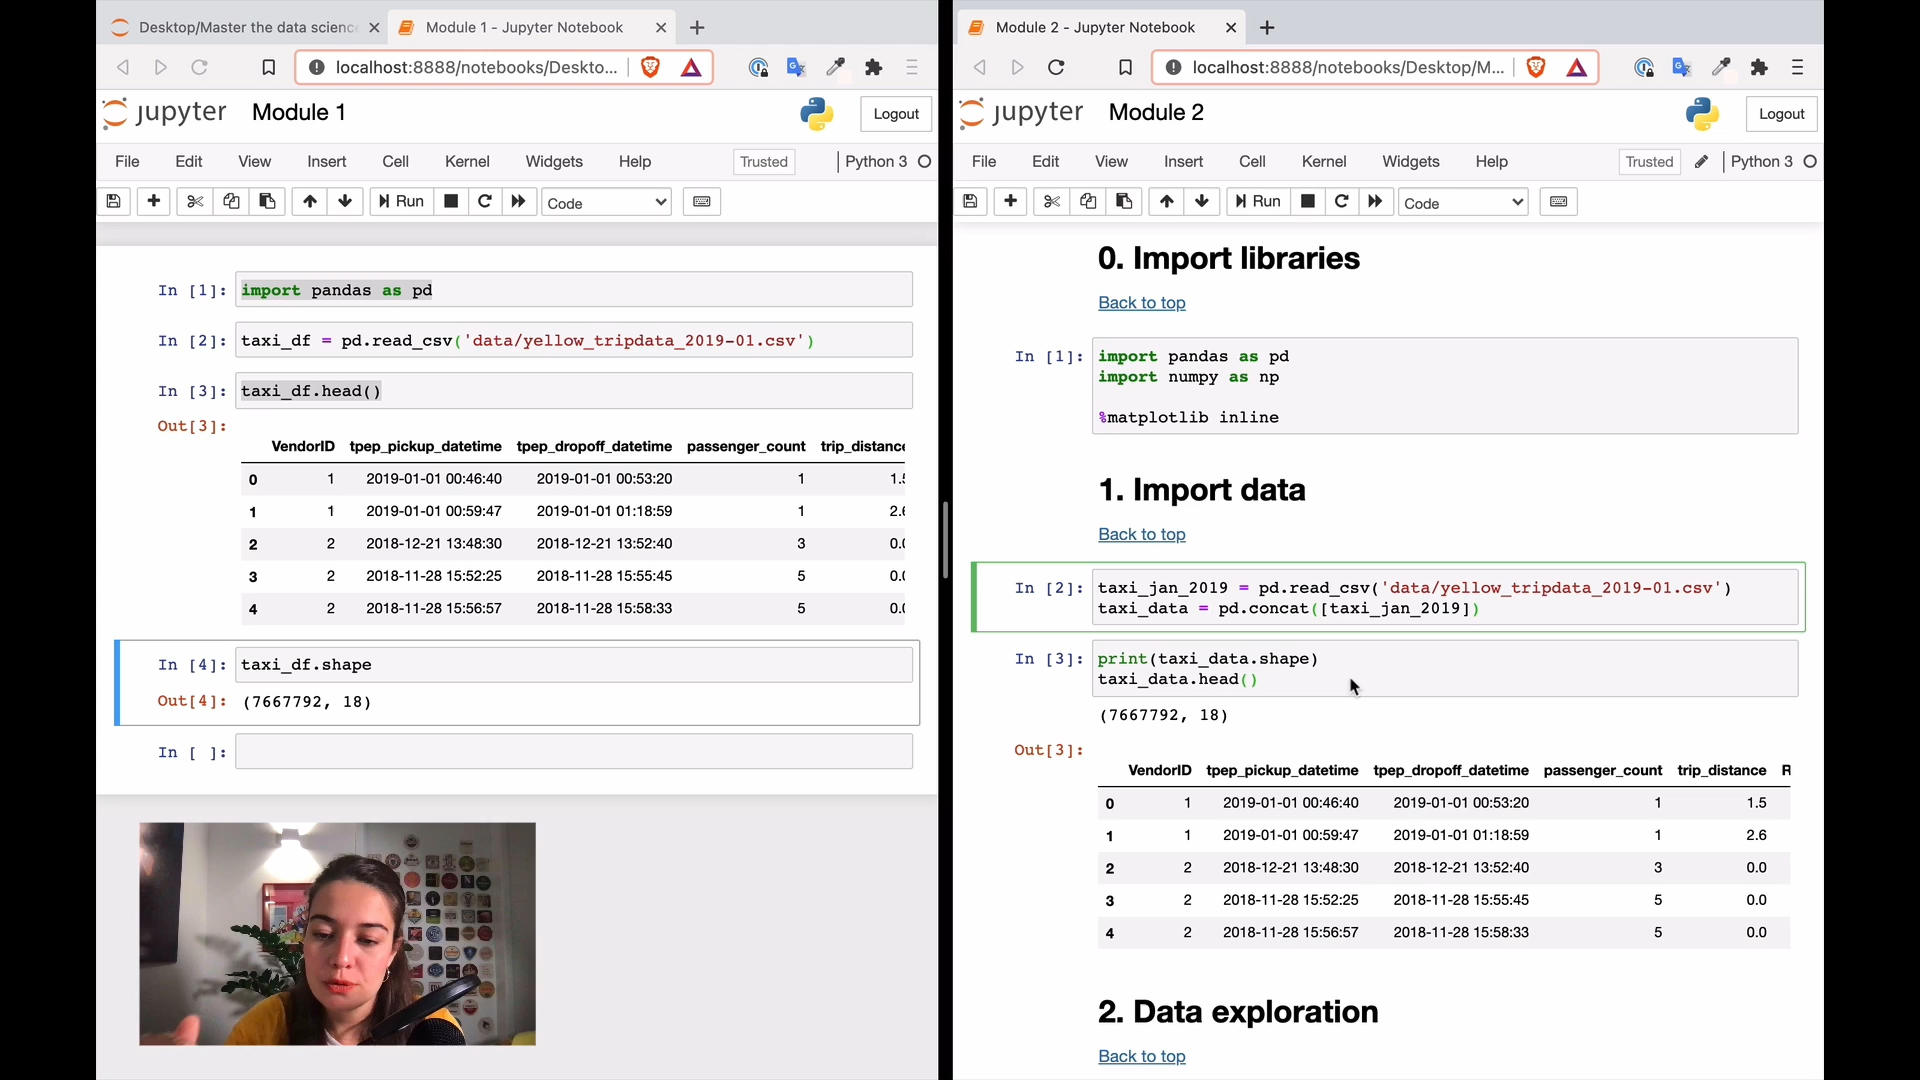 Desktop/Master the data science
Module 1 - Jupyter Notebook
localhost:8888/notebooks/Deskto...
jupyter Module 1
Logout
File Edit View Insert Cell Kernel Widgets Help
Trusted
Python 3
Run
Code
In [1]: import pandas as pd
In [2]: taxi_df = pd.read_csv('data/yellow_tripdata_2019-01.csv')
In [3]: taxi_df.head()
Out[3]:
VendorID tpep_pickup_datetime tpep_dropoff_datetime passenger_count trip_distance
0 1 2019-01-01 00:46:40 2019-01-01 00:53:20 1 1.5
1 1 2019-01-01 00:59:47 2019-01-01 01:18:59 1 2.6
2 2 2018-12-21 13:48:30 2018-12-21 13:52:40 3 0.0
3 2 2018-11-28 15:52:25 2018-11-28 15:55:45 5 0.0
4 2 2018-11-28 15:56:57 2018-11-28 15:58:33 5 0.0
In [4]: taxi_df.shape
Out[4]: (7667792, 18)
In [ ]:
Module 2 - Jupyter Notebook
localhost:8888/notebooks/Desktop/M...
jupyter Module 2
Logout
File Edit View Insert Cell Kernel Widgets Help
Trusted
Python 3
Run
Code
0. Import libraries
Back to top
In [1]: import pandas as pd
import numpy as np
%matplotlib inline
1. Import data
Back to top
In [2]: taxi_jan_2019 = pd.read_csv('data/yellow_tripdata_2019-01.csv')
taxi_data = pd.concat([taxi_jan_2019])
In [3]: print(taxi_data.shape)
taxi_data.head()
(7667792, 18)
Out[3]:
VendorID tpep_pickup_datetime tpep_dropoff_datetime passenger_count trip_distance R
0 1 2019-01-01 00:46:40 2019-01-01 00:53:20 1 1.5
1 1 2019-01-01 00:59:47 2019-01-01 01:18:59 1 2.6
2 2 2018-12-21 13:48:30 2018-12-21 13:52:40 3 0.0
3 2 2018-11-28 15:52:25 2018-11-28 15:55:45 5 0.0
4 2 2018-11-28 15:56:57 2018-11-28 15:58:33 5 0.0
2. Data exploration
Back to top